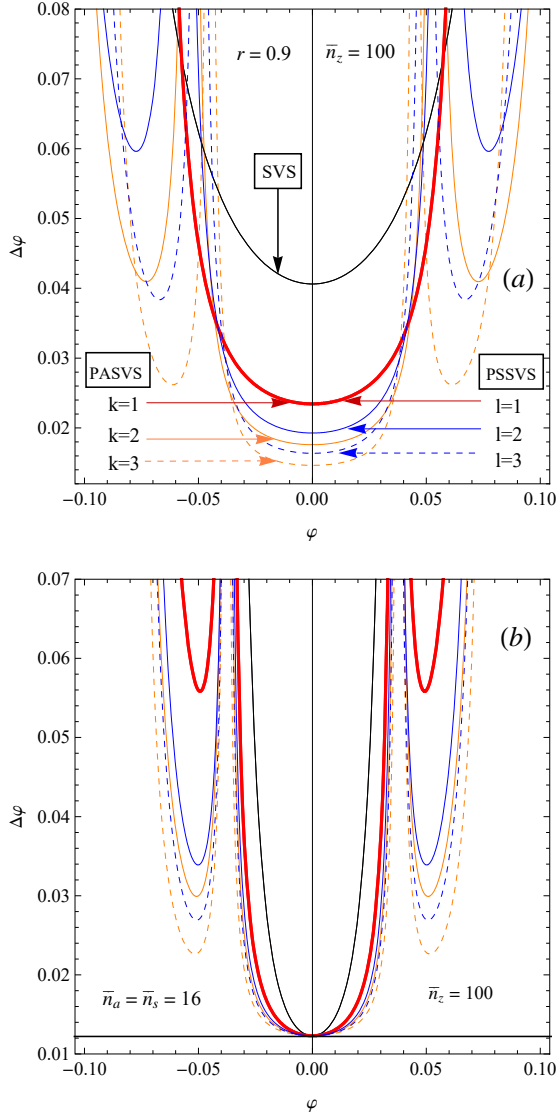 0.08
r = 0.9
n̅z = 100
0.07
0.06
SVS
0.05
Δφ
(a)
0.04
0.03
PASVS
PSSVS
k=1
l=1
0.02
k=2
l=2
k=3
l=3
−0.10
−0.05
0.00
0.05
0.10
φ
0.07
(b)
0.06
0.05
0.04
Δφ
0.03
0.02
n̅a = n̅s = 16
n̅z = 100
0.01
−0.10
−0.05
0.00
0.05
0.10
φ